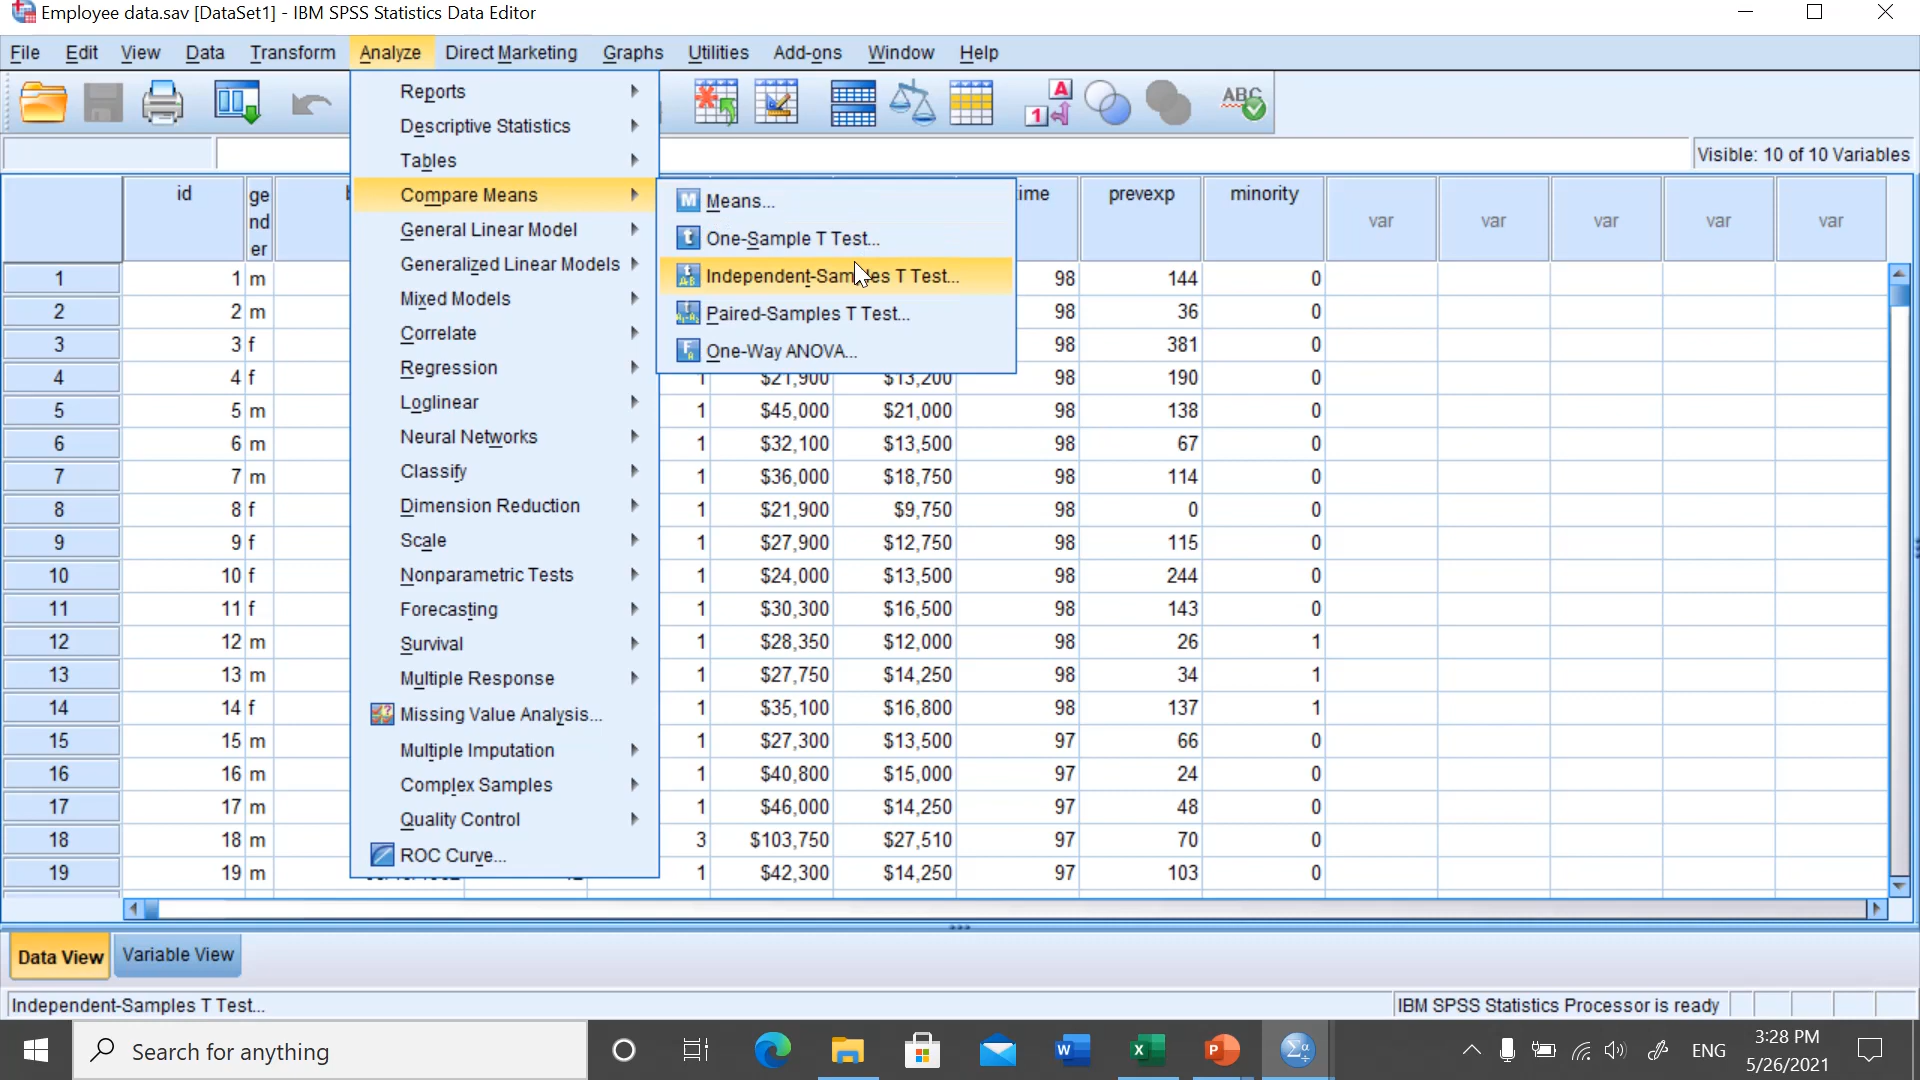 Employee data.sav [DataSet1] - IBM SPSS Statistics Data Editor
File Edit View Data Transform Analyze Direct Marketing Graphs Utilities Add-ons Window Help
Visible: 10 of 10 Variables
Reports
Descriptive Statistics
Tables
Compare Means
General Linear Model
Generalized Linear Models
Mixed Models
Correlate
Regression
Loglinear
Neural Networks
Classify
Dimension Reduction
Scale
Nonparametric Tests
Forecasting
Survival
Multiple Response
Missing Value Analysis...
Multiple Imputation
Complex Samples
Quality Control
ROC Curve...
Means...
One-Sample T Test...
Independent-Samples T Test...
Paired-Samples T Test...
One-Way ANOVA...
id gender prevexp minority var var var var var
1 1 m 98 144 0
2 2 m 98 36 0
3 3 f 98 381 0
4 4 f 1 $21,900 $13,200 98 190 0
5 5 m 1 $45,000 $21,000 98 138 0
6 6 m 1 $32,100 $13,500 98 67 0
7 7 m 1 $36,000 $18,750 98 114 0
8 8 f 1 $21,900 $9,750 98 0 0
9 9 f 1 $27,900 $12,750 98 115 0
10 10 f 1 $24,000 $13,500 98 244 0
11 11 f 1 $30,300 $16,500 98 143 0
12 12 m 1 $28,350 $12,000 98 26 1
13 13 m 1 $27,750 $14,250 98 34 1
14 14 f 1 $35,100 $16,800 98 137 1
15 15 m 1 $27,300 $13,500 97 66 0
16 16 m 1 $40,800 $15,000 97 24 0
17 17 m 1 $46,000 $14,250 97 48 0
18 18 m 3 $103,750 $27,510 97 70 0
19 19 m 1 $42,300 $14,250 97 103 0
Data View Variable View
Independent-Samples T Test... IBM SPSS Statistics Processor is ready
Search for anything
ENG
3:28 PM
5/26/2021